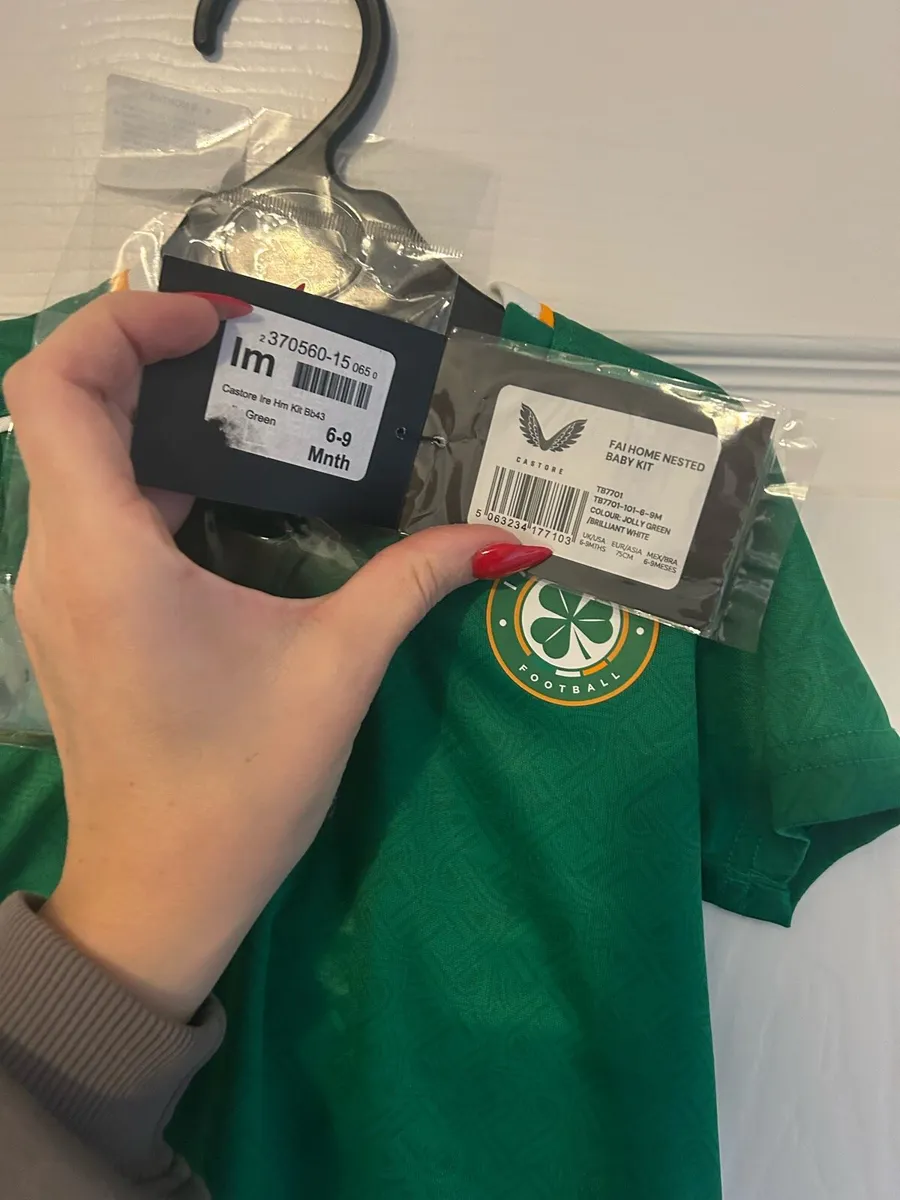 2 370560-15 065 0
Im
Castore Ire Hm Kit Bb43
Green
6-9
Mnth
CASTORE
FAI HOME NESTED
BABY KIT
5 063234 177103
TB7701
TB7701-101-6-9M
COLOUR: JOLLY GREEN
/BRILLIANT WHITE
UK/USA EUR/ASIA MEX/BRA
6-9MTHS 75CM 6-9MESES
FOOTBALL